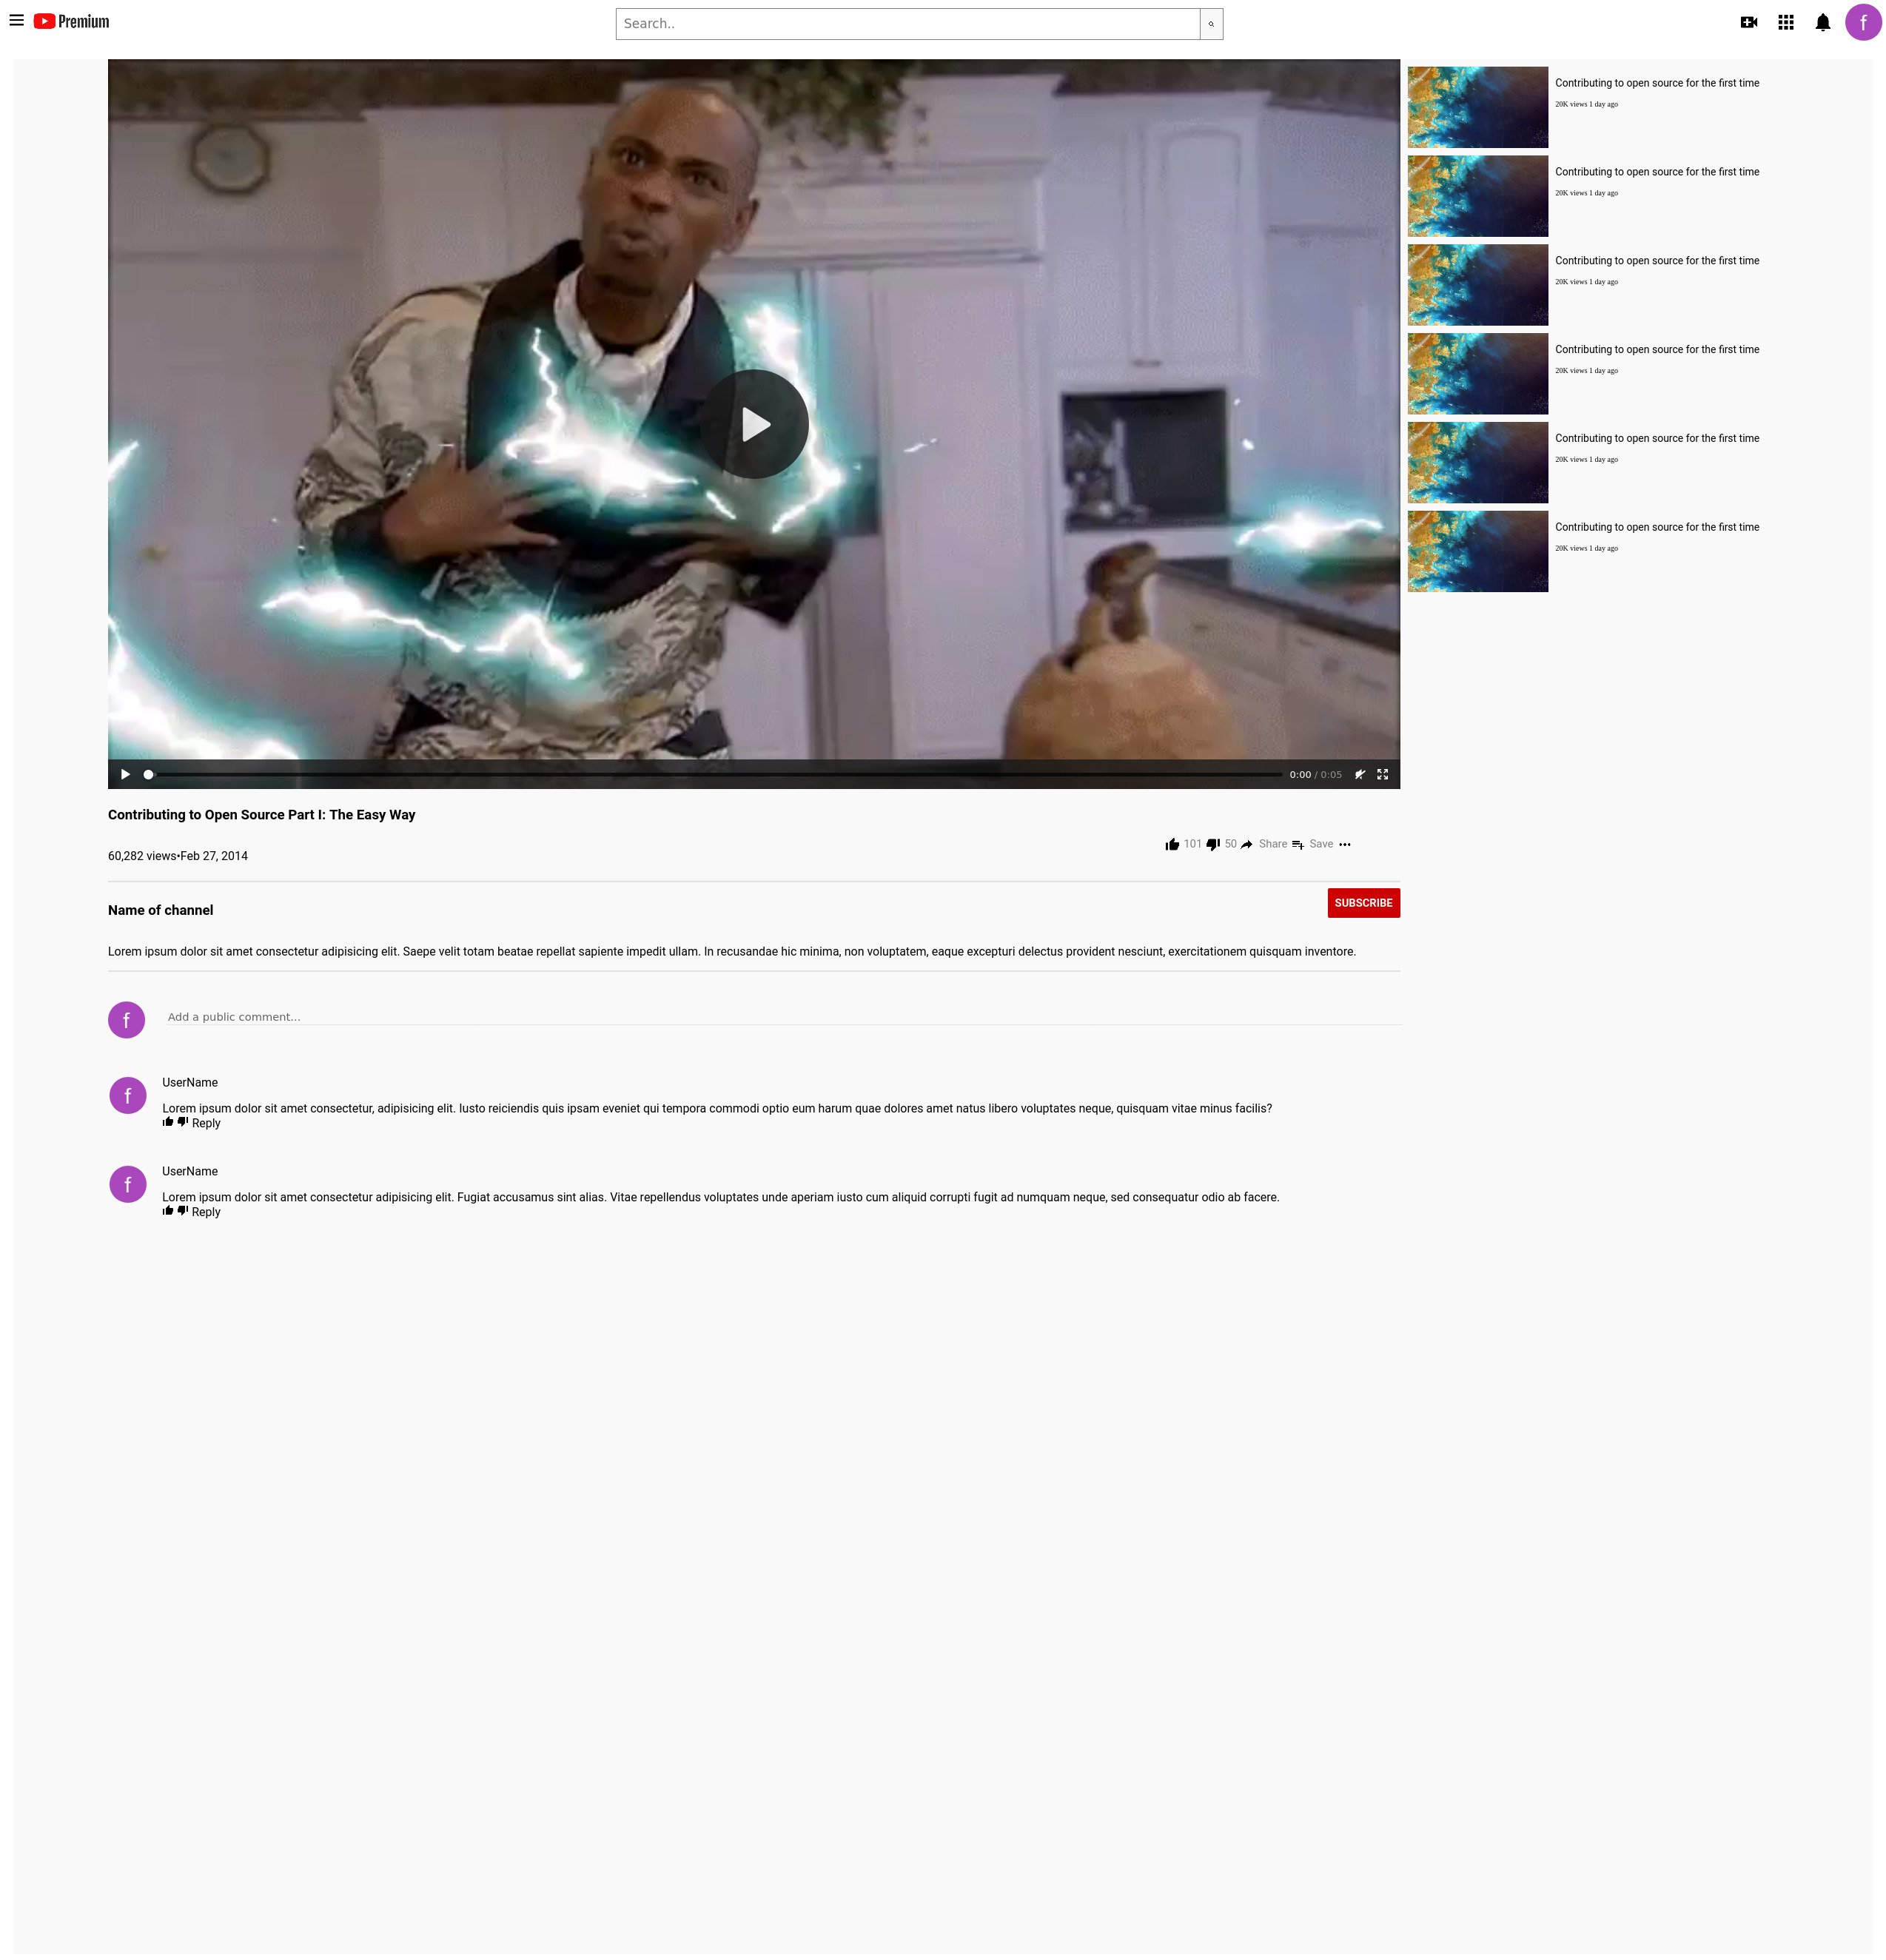 Premium
Search..
f
Contributing to open source for the first time
20K views 1 day ago
Contributing to open source for the first time
20K views 1 day ago
Contributing to open source for the first time
20K views 1 day ago
Contributing to open source for the first time
20K views 1 day ago
Contributing to open source for the first time
20K views 1 day ago
Contributing to open source for the first time
20K views 1 day ago
0:00 / 0:05
Contributing to Open Source Part I: The Easy Way
60,282 views•Feb 27, 2014
101 50 Share Save
Name of channel
SUBSCRIBE
Lorem ipsum dolor sit amet consectetur adipisicing elit. Saepe velit totam beatae repellat sapiente impedit ullam. In recusandae hic minima, non voluptatem, eaque excepturi delectus provident nesciunt, exercitationem quisquam inventore.
f
Add a public comment...
f
UserName
Lorem ipsum dolor sit amet consectetur, adipisicing elit. Iusto reiciendis quis ipsam eveniet qui tempora commodi optio eum harum quae dolores amet natus libero voluptates neque, quisquam vitae minus facilis?
Reply
f
UserName
Lorem ipsum dolor sit amet consectetur adipisicing elit. Fugiat accusamus sint alias. Vitae repellendus voluptates unde aperiam iusto cum aliquid corrupti fugit ad numquam neque, sed consequatur odio ab facere.
Reply